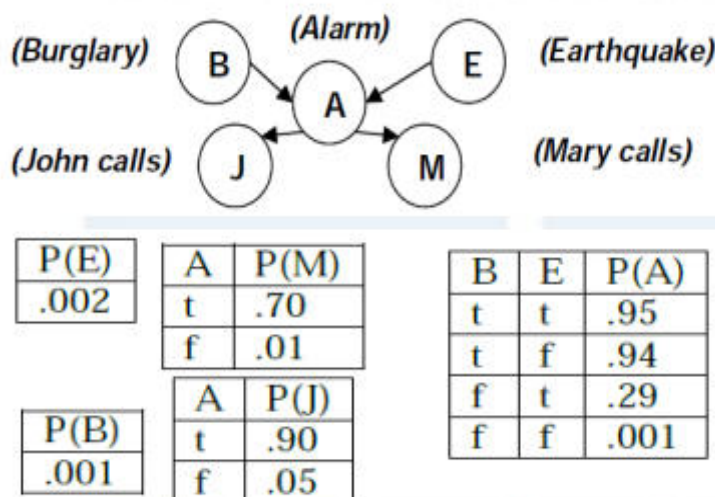 (Alarm)
(Burglary) B E (Earthquake)
A
(John calls) J M (Mary calls)
P(E)
.002
A P(M)
t .70
f .01
B E P(A)
t t .95
t f .94
f t .29
f f .001
P(B)
.001
A P(J)
t .90
f .05